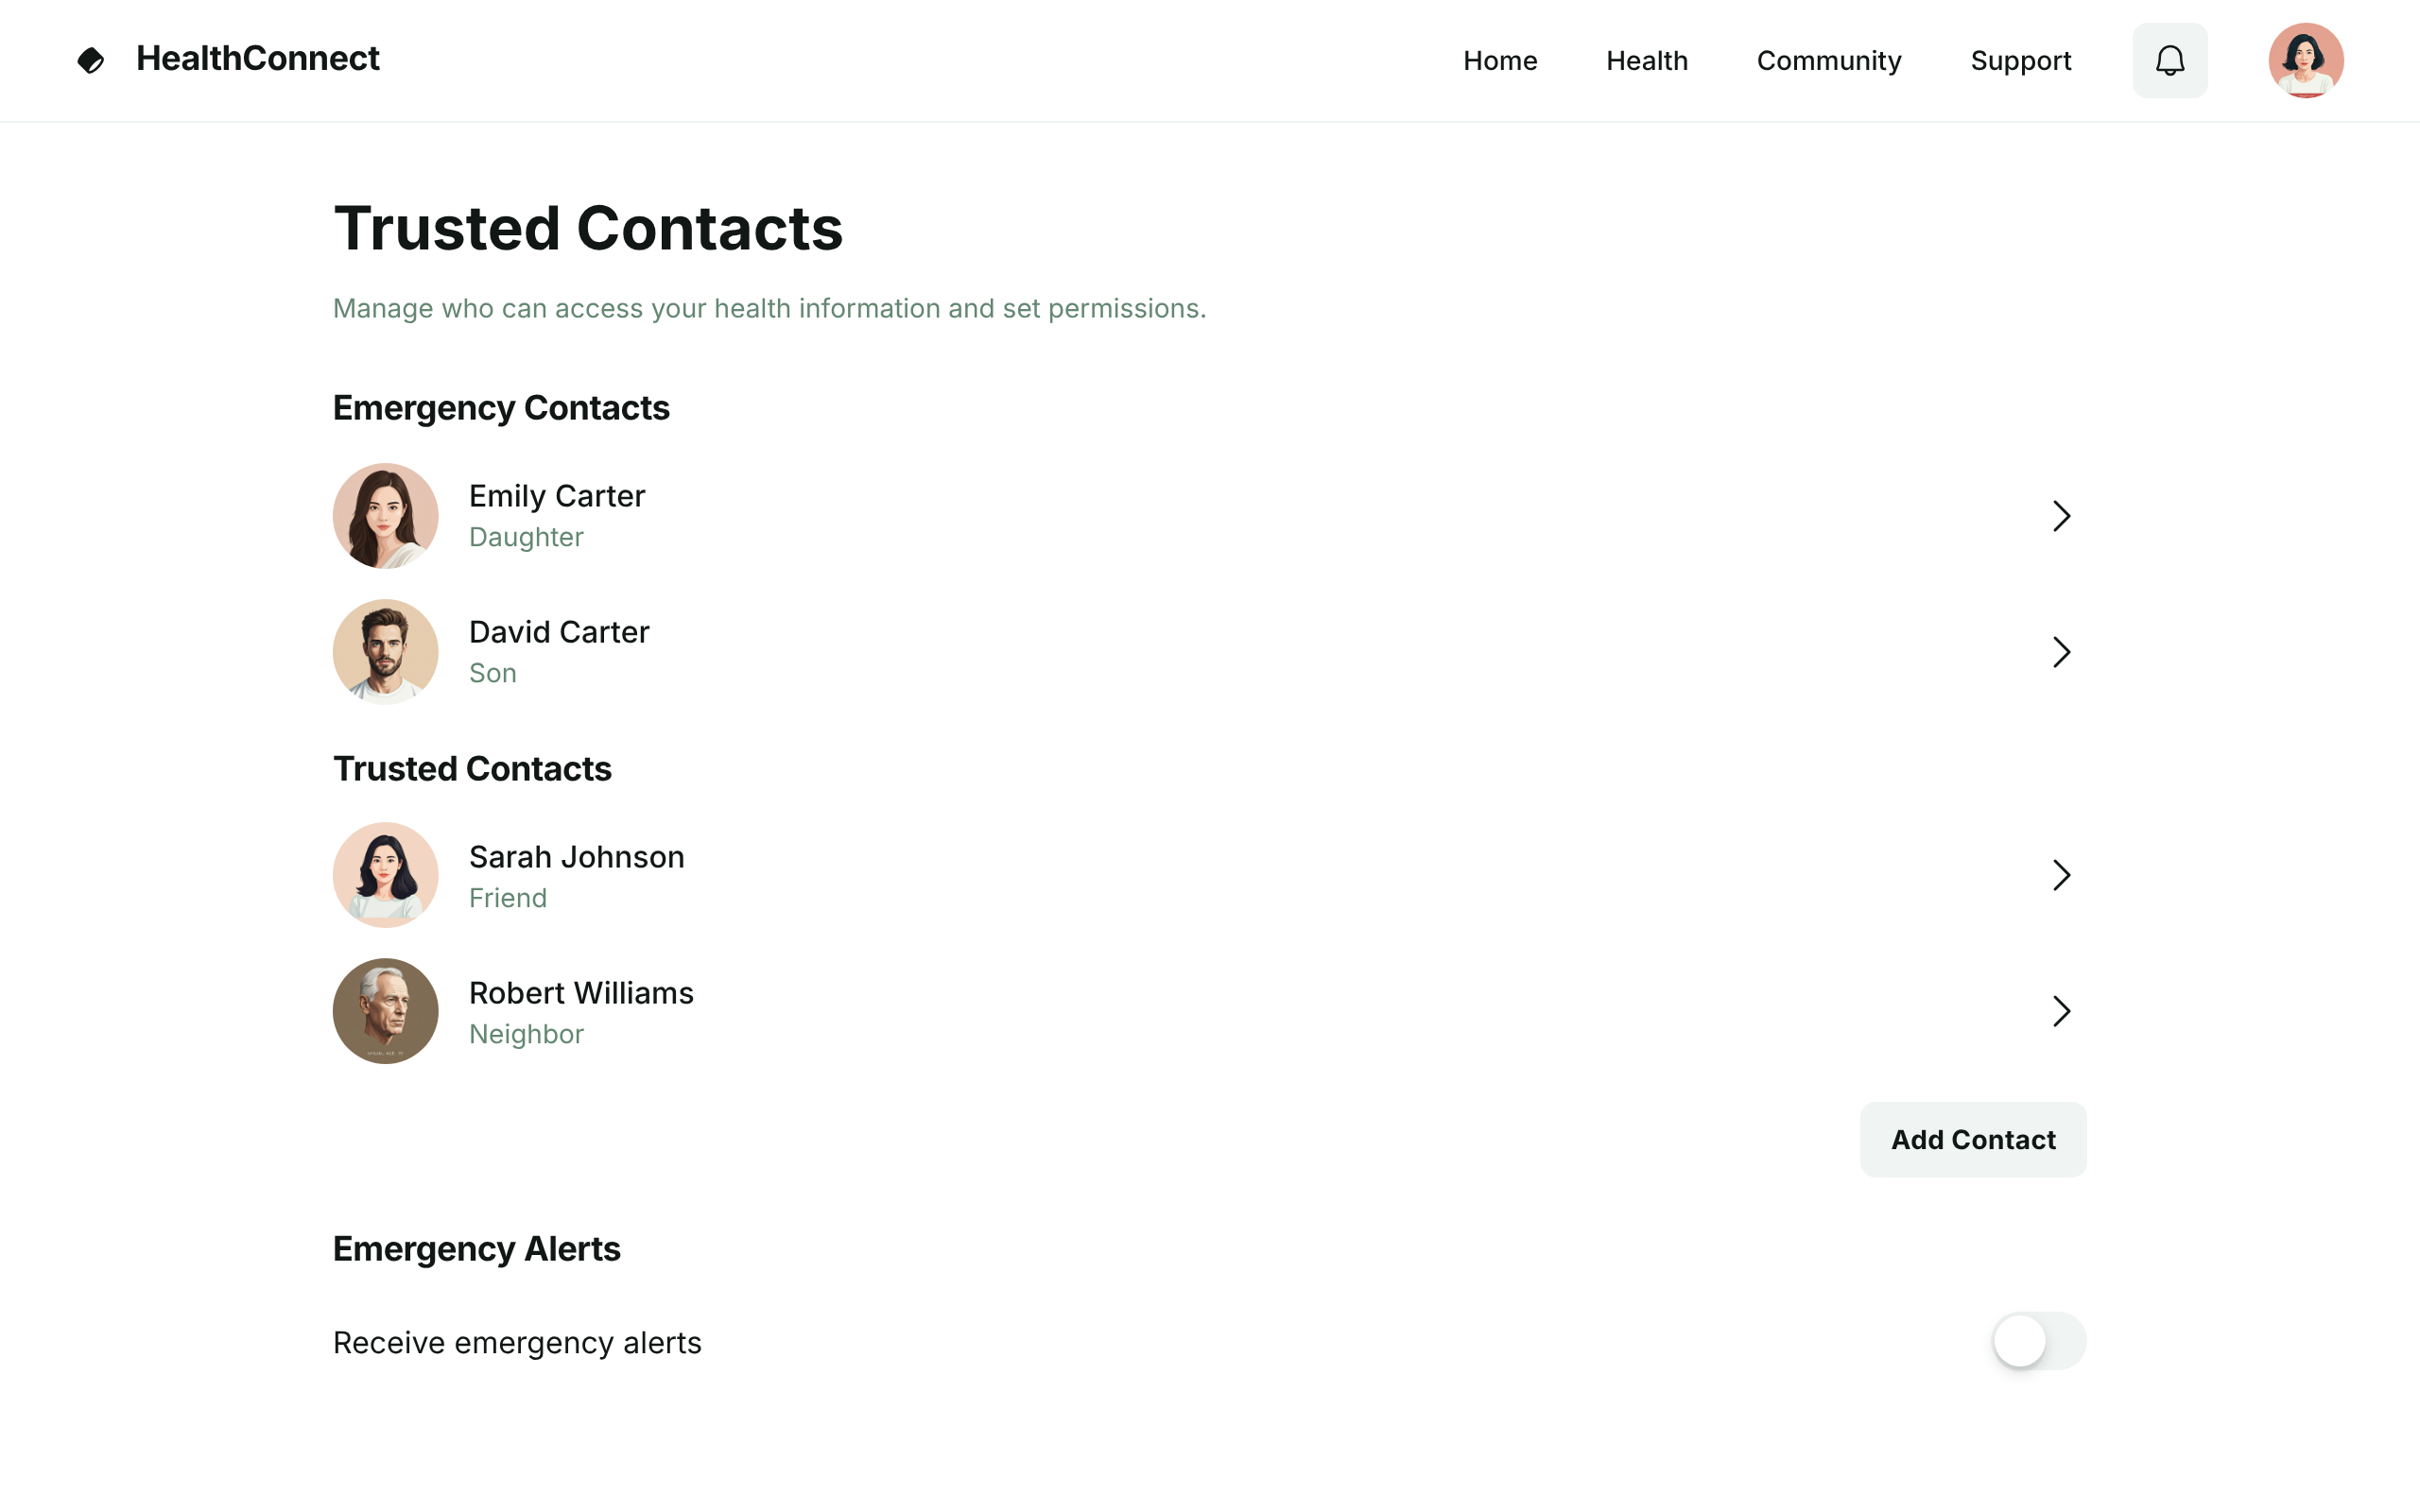 HealthConnect
Home
Health
Community
Support
Trusted Contacts
Manage who can access your health information and set permissions.
Emergency Contacts
Emily Carter
Daughter
David Carter
Son
Trusted Contacts
Sarah Johnson
Friend
Robert Williams
Neighbor
Add Contact
Emergency Alerts
Receive emergency alerts